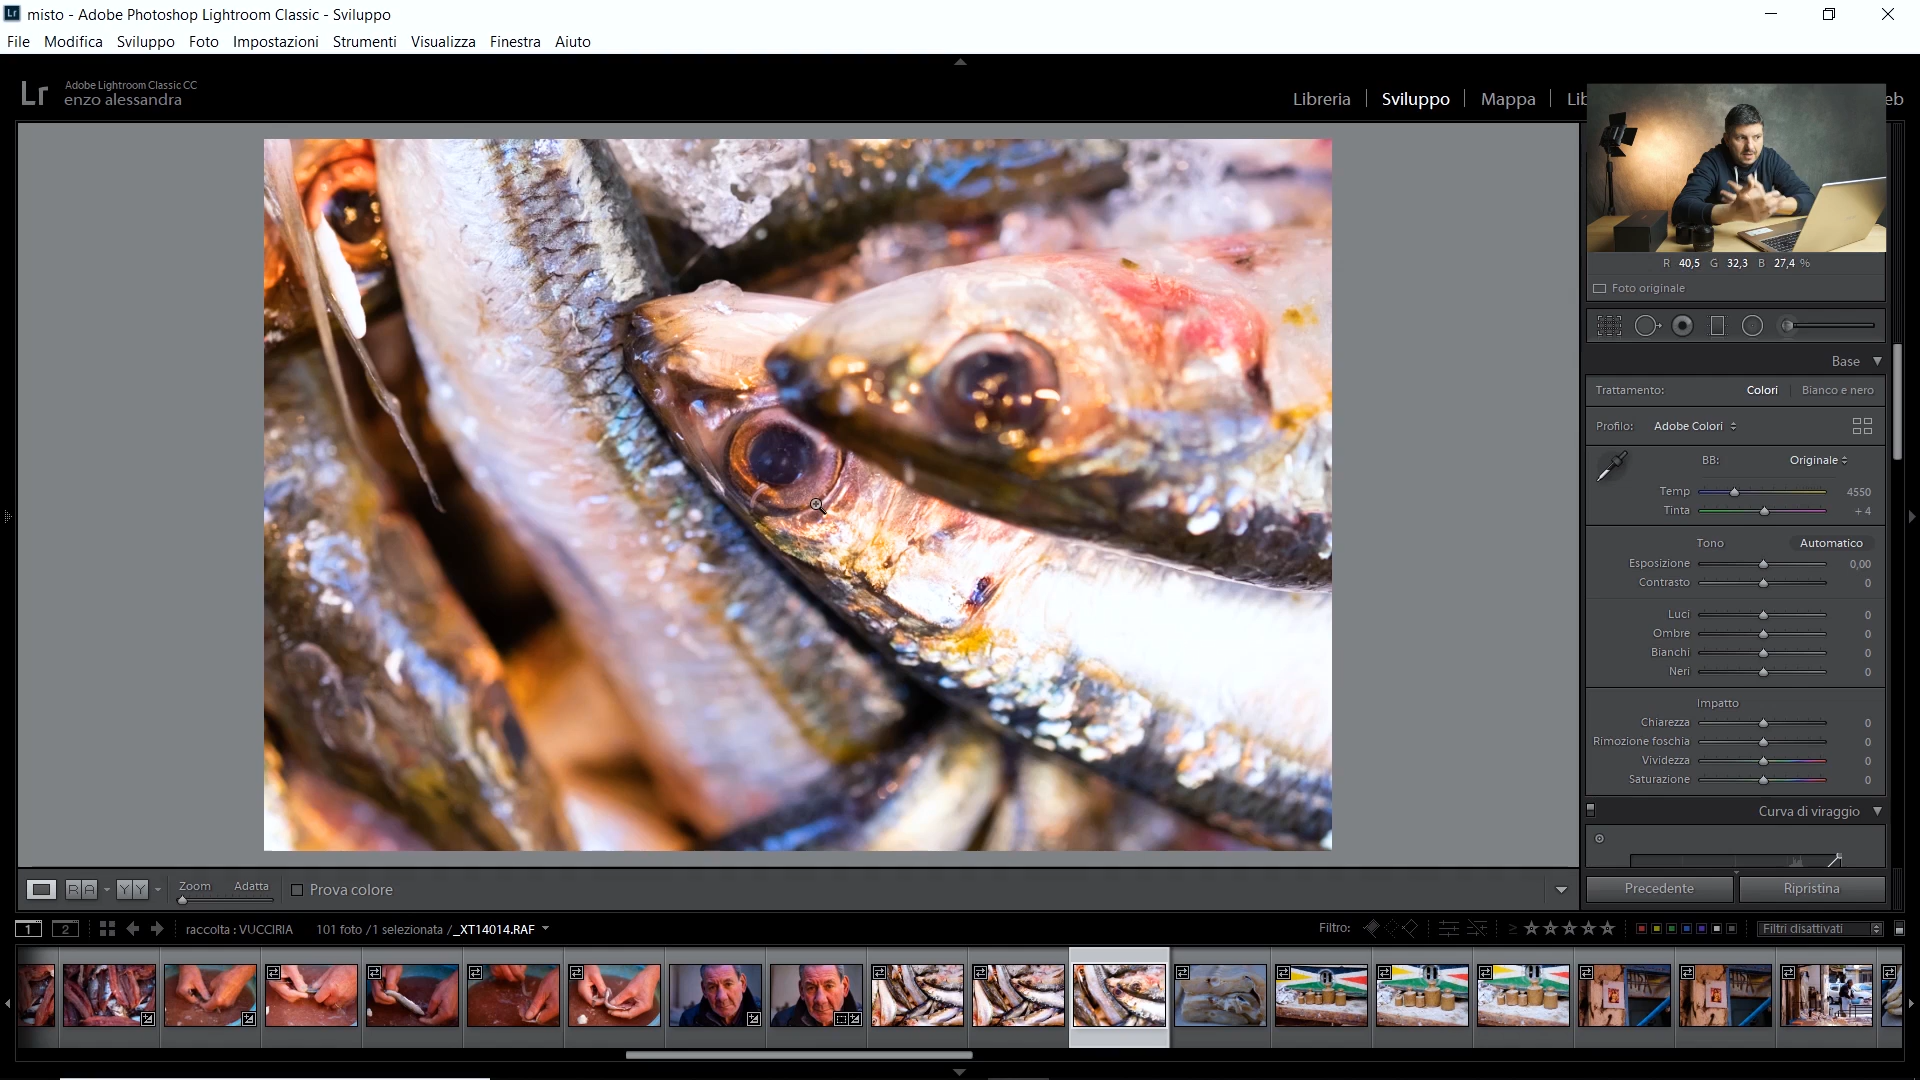 misto - Adobe Photoshop Lightroom Classic - Sviluppo
File Modifica Sviluppo Foto Impostazioni Strumenti Visualizza Finestra Aiuto
Lr
Adobe Lightroom Classic CC
enzo alessandra
Libreria | Sviluppo | Mappa | Lib eb
R 40,5 G 32,3 B 27,4 %
Foto originale
Base
Trattamento: Colori Bianco e nero
Profilo: Adobe Colori
BB: Originale
Temp 4550
Tinta + 4
Tono Automatico
Esposizione 0,00
Contrasto 0
Luci 0
Ombre 0
Bianchi 0
Neri 0
Impatto
Chiarezza 0
Rimozione foschia 0
Vividezza 0
Saturazione 0
Curva di viraggio
R A Y Y Zoom Adatta Prova colore
Precedente Ripristina
1 2 raccolta : VUCCIRIA 101 foto /1 selezionata /_XT14014.RAF Filtro: ≥ Filtri disattivati